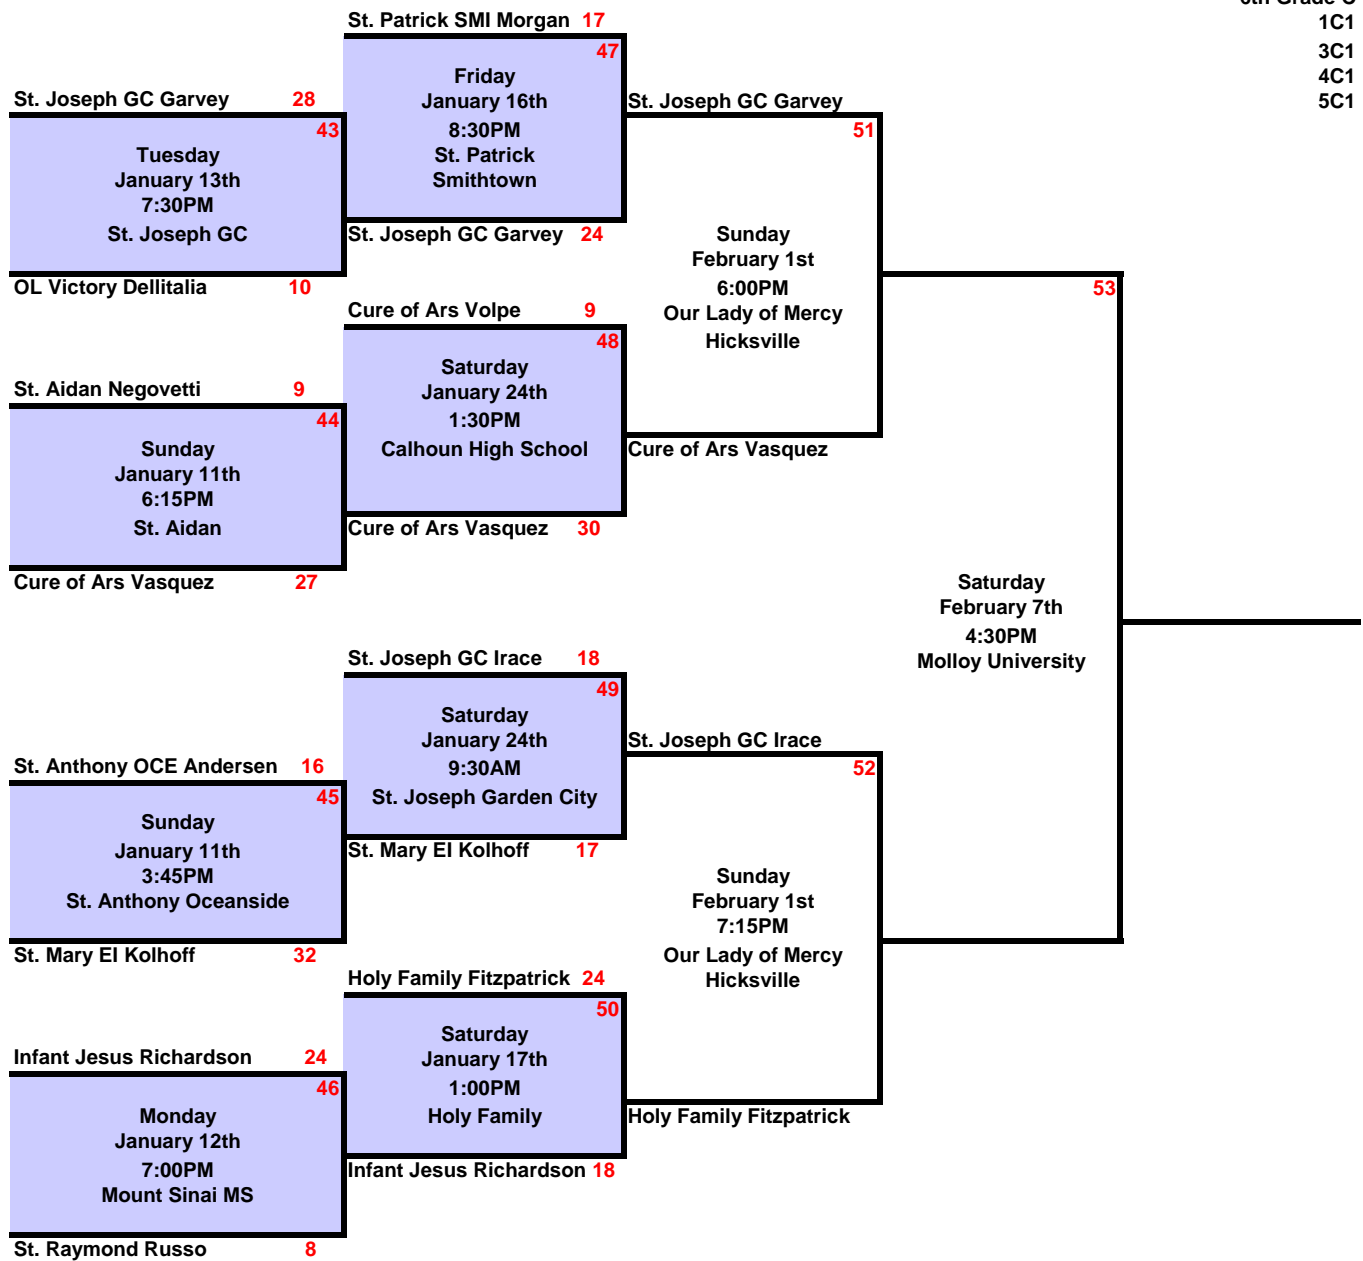 6th Grade C
1C1
3C1
4C1
5C1
St. Joseph GC Garvey 28
43
Tuesday
January 13th
7:30PM
St. Joseph GC
OL Victory Dellitalia 10
St. Aidan Negovetti 9
44
Sunday
January 11th
6:15PM
St. Aidan
Cure of Ars Vasquez 27
St. Anthony OCE Andersen 16
45
Sunday
January 11th
3:45PM
St. Anthony Oceanside
St. Mary EI Kolhoff 32
Infant Jesus Richardson 24
46
Monday
January 12th
7:00PM
Mount Sinai MS
St. Raymond Russo 8
St. Patrick SMI Morgan 17
47
Friday
January 16th
8:30PM
St. Patrick
Smithtown
St. Joseph GC Garvey 24
Cure of Ars Volpe 9
48
Saturday
January 24th
1:30PM
Calhoun High School
Cure of Ars Vasquez 30
St. Joseph GC Irace 18
49
Saturday
January 24th
9:30AM
St. Joseph Garden City
St. Mary EI Kolhoff 17
Holy Family Fitzpatrick 24
50
Saturday
January 17th
1:00PM
Holy Family
Infant Jesus Richardson 18
St. Joseph GC Garvey
51
Sunday
February 1st
6:00PM
Our Lady of Mercy
Hicksville
Cure of Ars Vasquez
St. Joseph GC Irace
52
Sunday
February 1st
7:15PM
Our Lady of Mercy
Hicksville
Holy Family Fitzpatrick
53
Saturday
February 7th
4:30PM
Molloy University